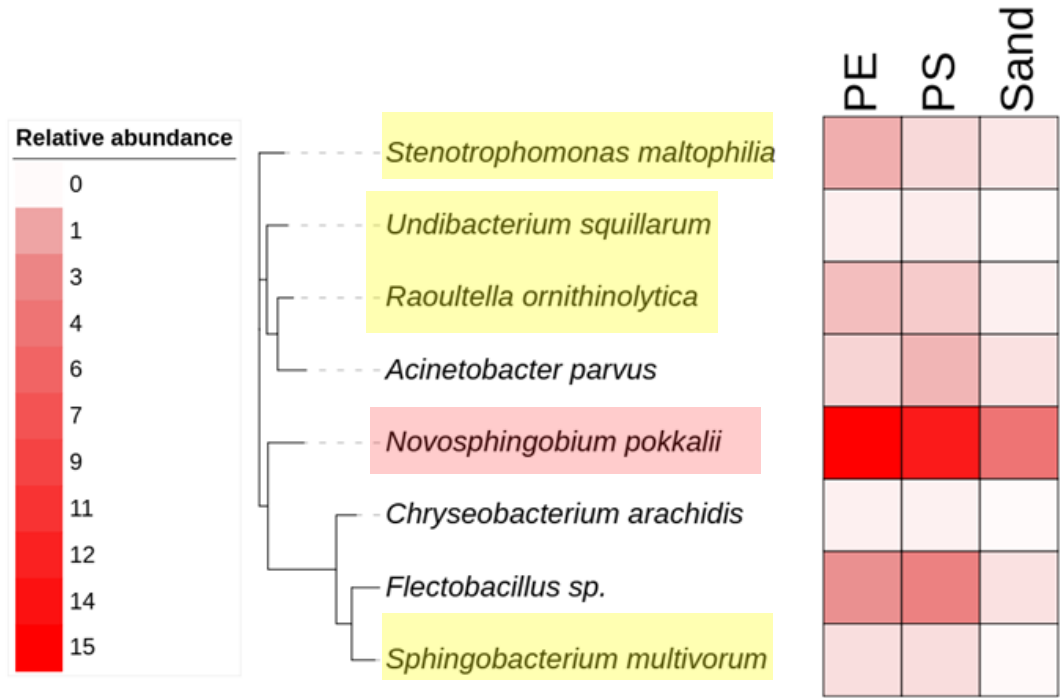 PE
PS
Sand
Relative abundance
0
1
3
4
6
7
9
11
12
14
15
Stenotrophomonas maltophilia
Undibacterium squillarum
Raoultella ornithinolytica
Acinetobacter parvus
Novosphingobium pokkalii
Chryseobacterium arachidis
Flectobacillus sp.
Sphingobacterium multivorum